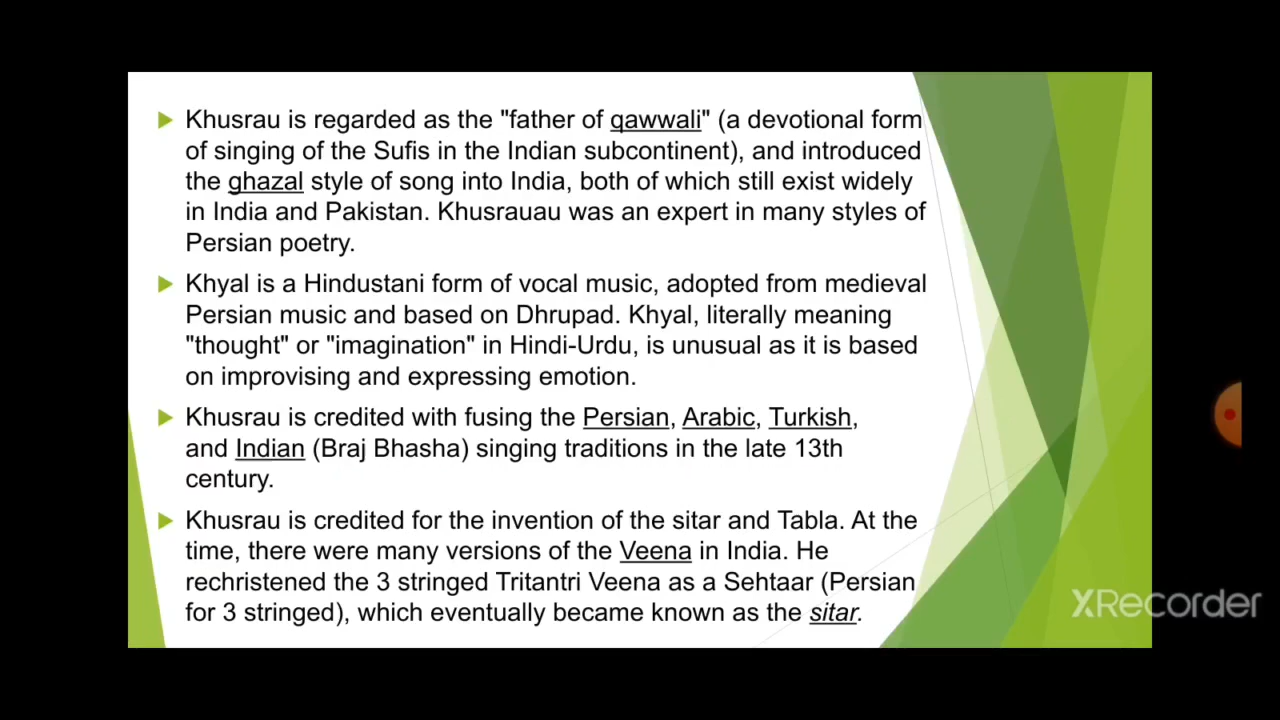 Khusrau is regarded as the "father of qawwali" (a devotional form
of singing of the Sufis in the Indian subcontinent), and introduced
the ghazal style of song into India, both of which still exist widely
in India and Pakistan. Khusrauau was an expert in many styles of
Persian poetry.
Khyal is a Hindustani form of vocal music, adopted from medieval
Persian music and based on Dhrupad. Khyal, literally meaning
"thought" or "imagination" in Hindi-Urdu, is unusual as it is based
on improvising and expressing emotion.
Khusrau is credited with fusing the Persian, Arabic, Turkish,
and Indian (Braj Bhasha) singing traditions in the late 13th
century.
Khusrau is credited for the invention of the sitar and Tabla. At the
time, there were many versions of the Veena in India. He
rechristened the 3 stringed Tritantri Veena as a Sehtaar (Persian
for 3 stringed), which eventually became known as the sitar.
XRecorder